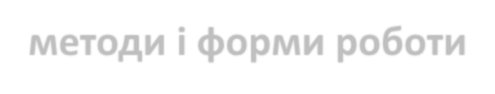 методи і форми роботи